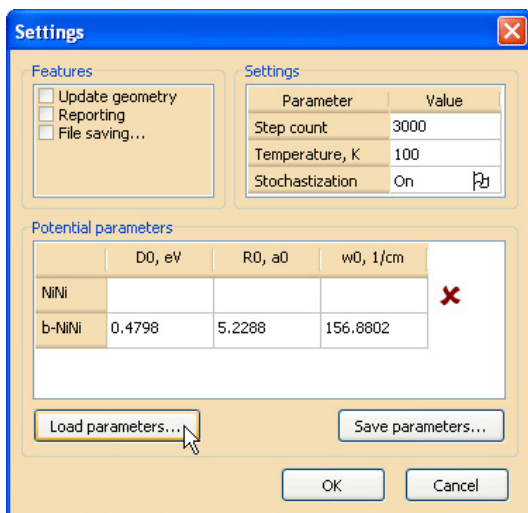 Settings
Features
Update geometry
Reporting
File saving...
Settings
Parameter Value
Step count 3000
Temperature, K 100
Stochastization On
Potential parameters
D0, eV R0, a0 w0, 1/cm
NiNi
b-NiNi 0.4798 5.2288 156.8802
Load parameters... Save parameters...
OK Cancel